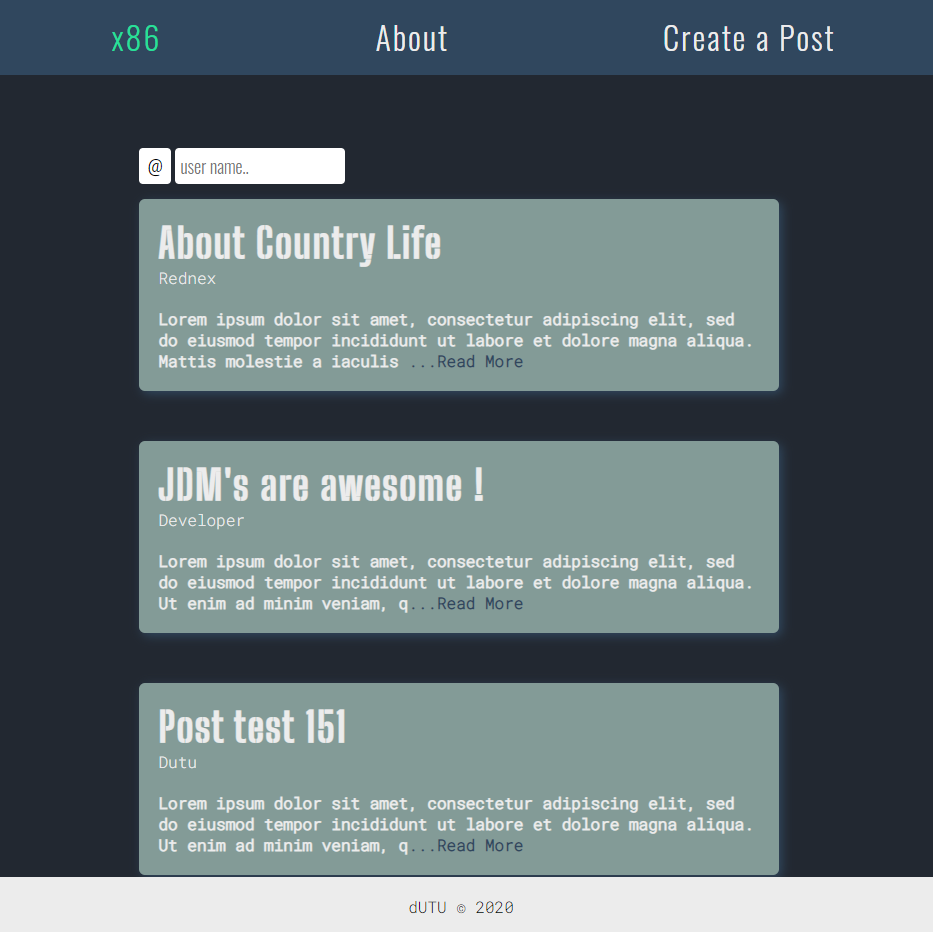 x86 About Create a Post
@ user name..
About Country Life
Rednex
Lorem ipsum dolor sit amet, consectetur adipiscing elit, sed
do eiusmod tempor incididunt ut labore et dolore magna aliqua.
Mattis molestie a iaculis ...Read More
JDM's are awesome !
Developer
Lorem ipsum dolor sit amet, consectetur adipiscing elit, sed
do eiusmod tempor incididunt ut labore et dolore magna aliqua.
Ut enim ad minim veniam, q...Read More
Post test 151
Dutu
Lorem ipsum dolor sit amet, consectetur adipiscing elit, sed
do eiusmod tempor incididunt ut labore et dolore magna aliqua.
Ut enim ad minim veniam, q...Read More
dUTU © 2020